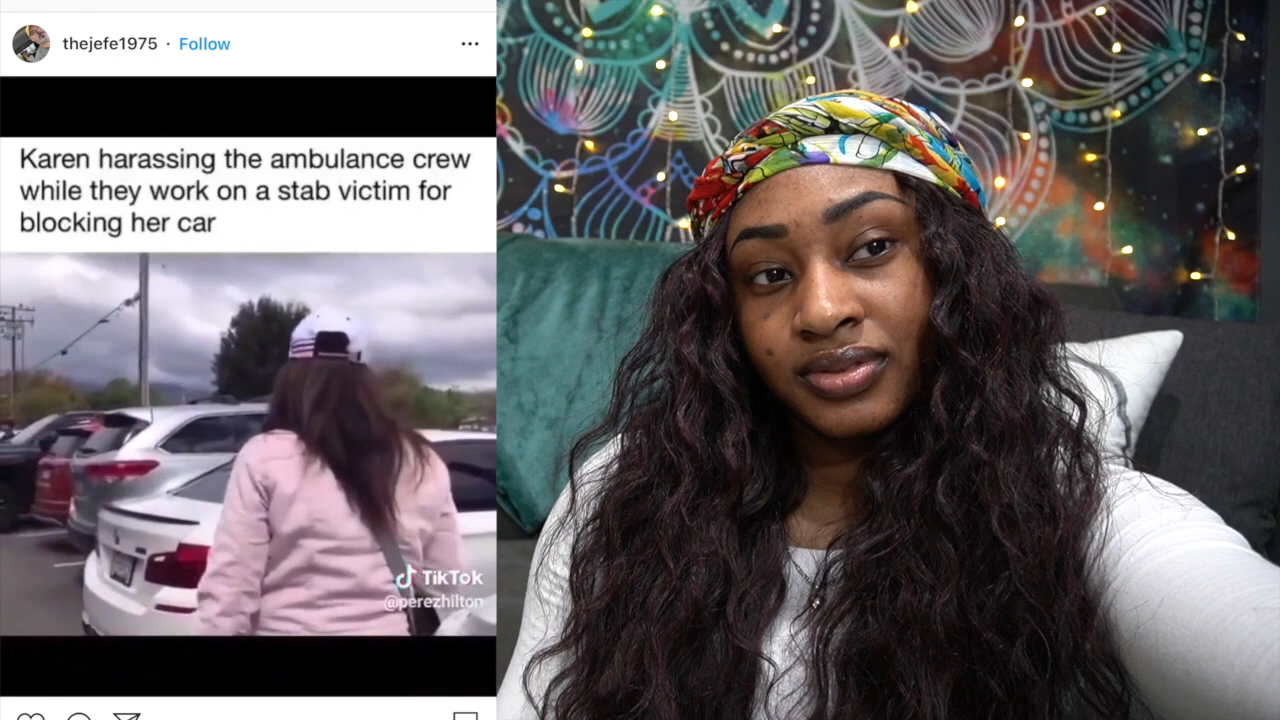 thejefe1975 · Follow
Karen harassing the ambulance crew
while they work on a stab victim for
blocking her car
TikTok
@perezhilton